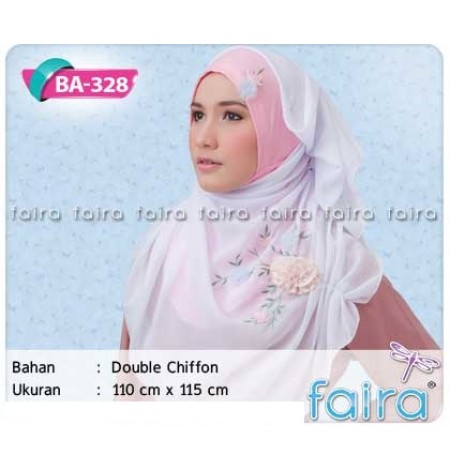 BA-328
faira faira faira faira faira faira faira
Bahan : Double Chiffon
Ukuran : 110 cm x 115 cm
faira®